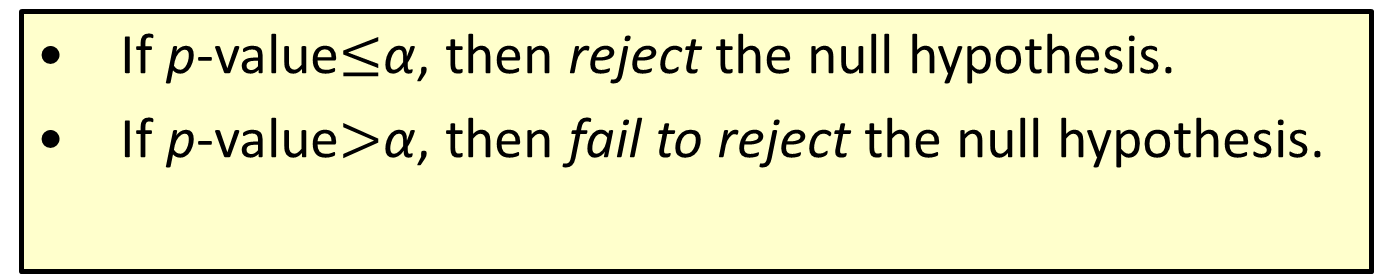 • If p-value≤α, then reject the null hypothesis.
• If p-value>α, then fail to reject the null hypothesis.